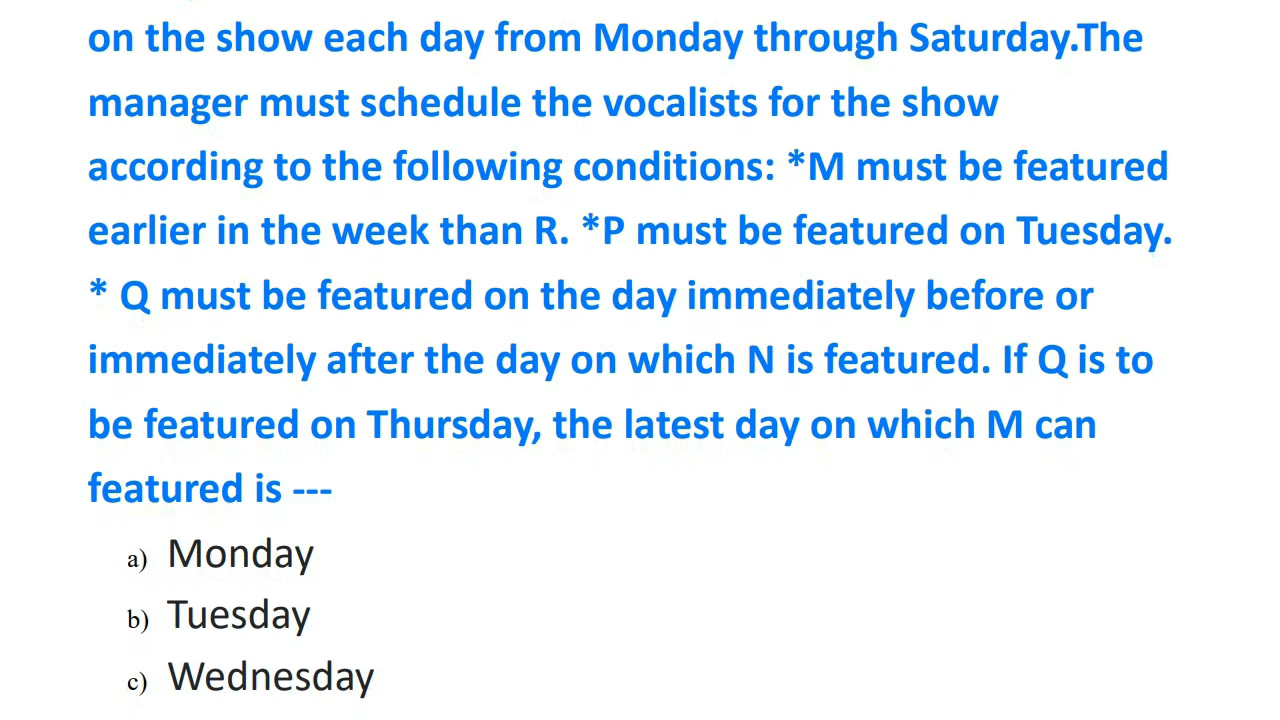 on the show each day from Monday through Saturday.The
manager must schedule the vocalists for the show
according to the following conditions: *M must be featured
earlier in the week than R. *P must be featured on Tuesday.
* Q must be featured on the day immediately before or
immediately after the day on which N is featured. If Q is to
be featured on Thursday, the latest day on which M can
featured is ---
a) Monday
b) Tuesday
c) Wednesday